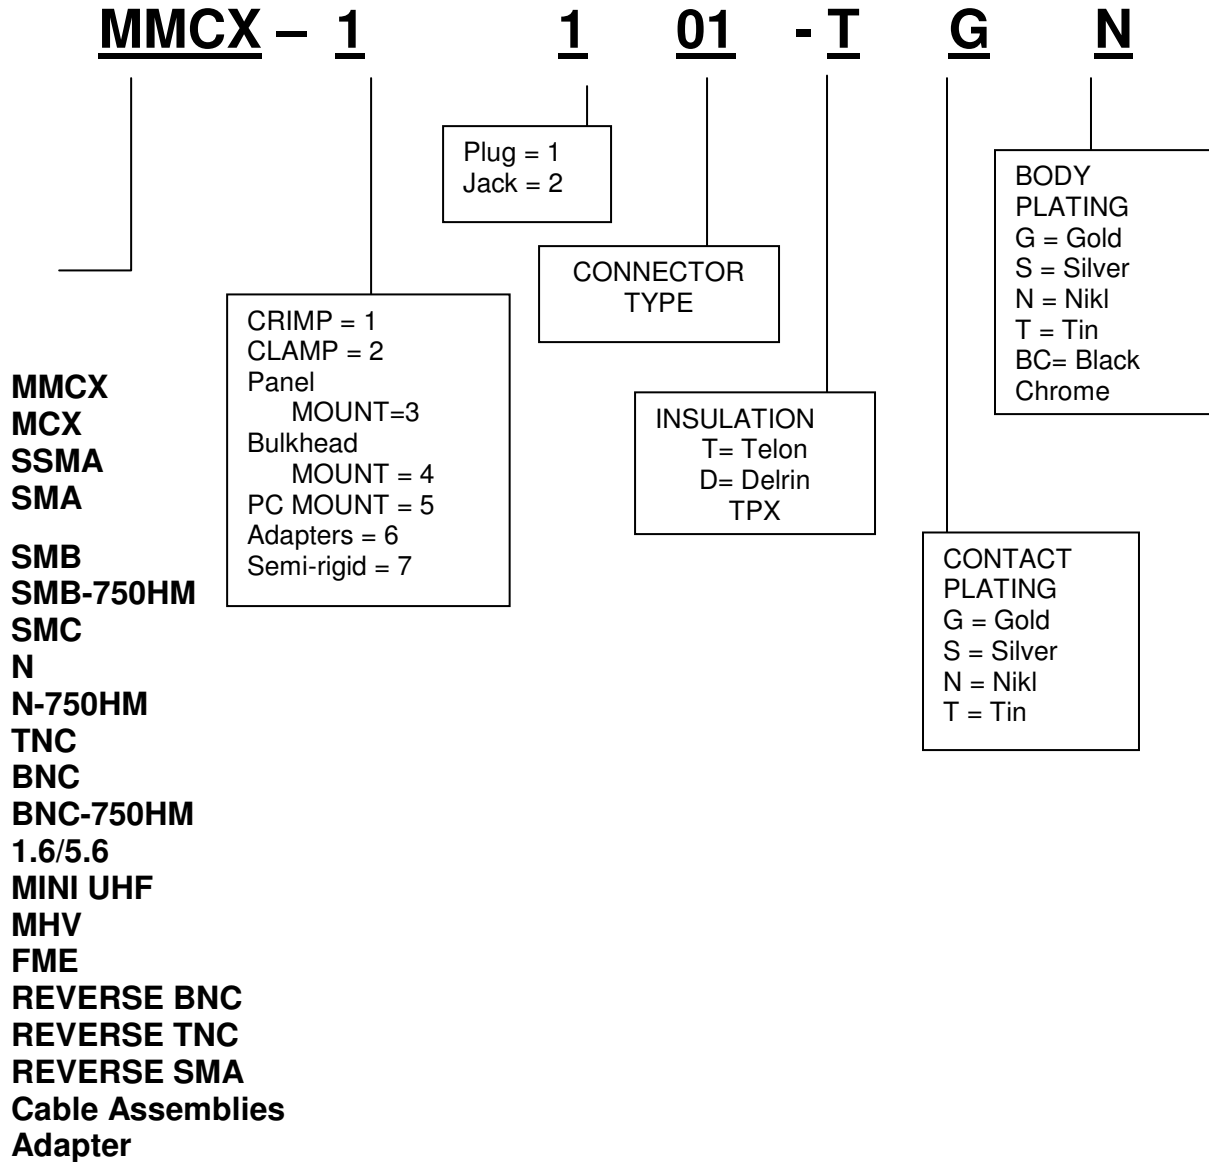 MMCX – 1 1 01 - T G N
Plug = 1
Jack = 2
BODY
PLATING
G = Gold
S = Silver
N = Nikl
T = Tin
BC= Black
Chrome
CONNECTOR
TYPE
CRIMP = 1
CLAMP = 2
Panel
MOUNT=3
Bulkhead
MOUNT = 4
PC MOUNT = 5
Adapters = 6
Semi-rigid = 7
INSULATION
T= Telon
D= Delrin
TPX
CONTACT
PLATING
G = Gold
S = Silver
N = Nikl
T = Tin
MMCX
MCX
SSMA
SMA
SMB
SMB-750HM
SMC
N
N-750HM
TNC
BNC
BNC-750HM
1.6/5.6
MINI UHF
MHV
FME
REVERSE BNC
REVERSE TNC
REVERSE SMA
Cable Assemblies
Adapter